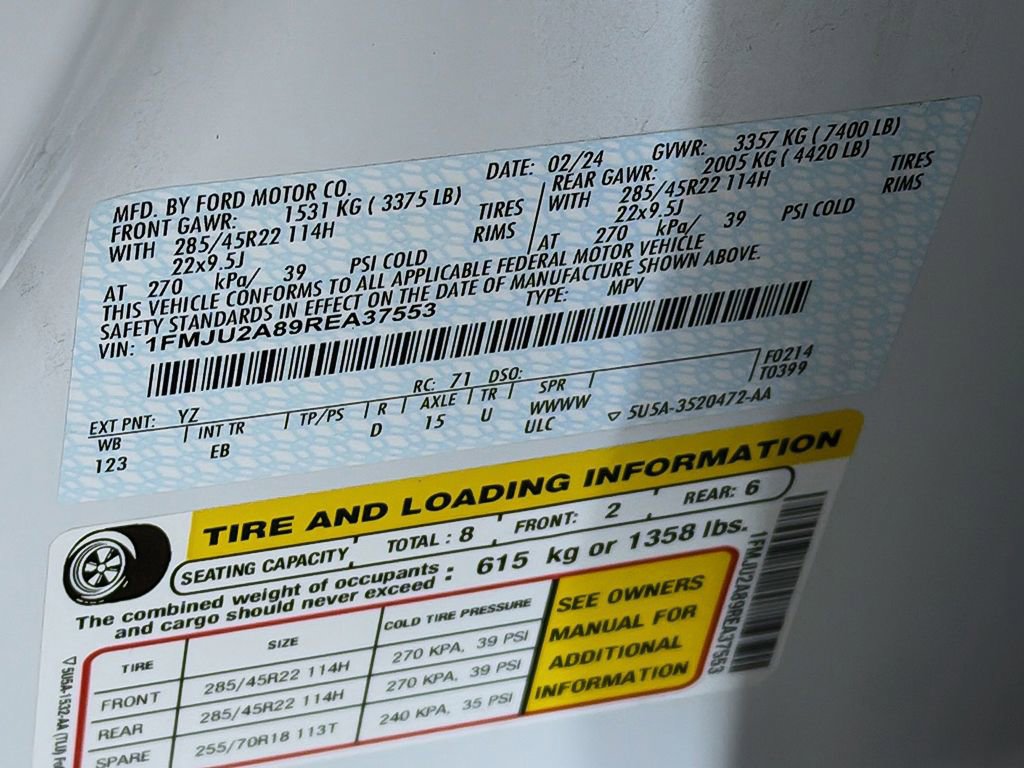 MFD. BY FORD MOTOR CO.
DATE: 02/24 GVWR: 3357 KG ( 7400 LB)
FRONT GAWR: 1531 KG ( 3375 LB)
REAR GAWR: 2005 KG ( 4420 LB)
WITH 285/45R22 114H TIRES
WITH 285/45R22 114H TIRES
22x9.5J RIMS
22x9.5J RIMS
AT 270 kPa/ 39 PSI COLD
AT 270 kPa/ 39 PSI COLD
THIS VEHICLE CONFORMS TO ALL APPLICABLE FEDERAL MOTOR VEHICLE
SAFETY STANDARDS IN EFFECT ON THE DATE OF MANUFACTURE SHOWN ABOVE.
VIN: 1FMJU2A89REA37553 TYPE: MPV
EXT PNT: YZ RC: 71 DSO: F0214
T0399
WB INT TR TP/PS R AXLE TR SPR
123 EB D 15 U WWWW
ULC
▽ 5U5A-3520472-AA
TIRE AND LOADING INFORMATION
SEATING CAPACITY TOTAL : 8 FRONT: 2 REAR: 6
The combined weight of occupants
and cargo should never exceed : 615 kg or 1358 lbs.
TIRE SIZE COLD TIRE PRESSURE
FRONT 285/45R22 114H 270 KPA, 39 PSI
REAR 285/45R22 114H 270 KPA, 39 PSI
SPARE 255/70R18 113T 240 KPA, 35 PSI
SEE OWNERS
MANUAL FOR
ADDITIONAL
INFORMATION
1FMJU2A89REA37553
▽ 5U5A-1532-AA (TLU)